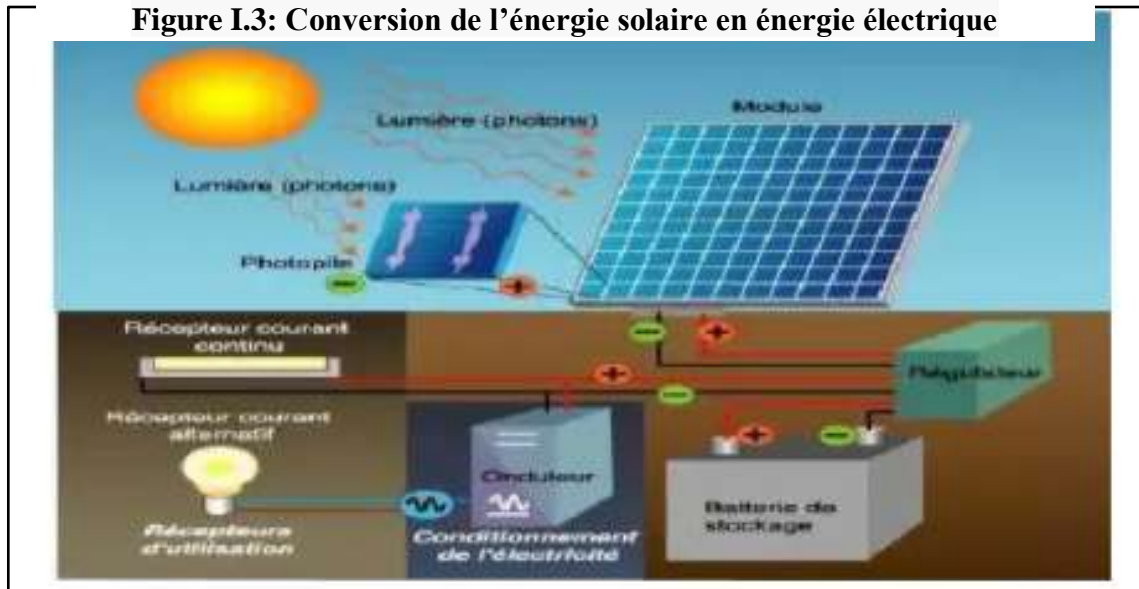 Figure I.3: Conversion de l'énergie solaire en énergie électrique
Lumière (photons)
Module
Lumière (photons)
Photopile
Récepteur courant
continu
Régulateur
Récepteur courant
alternatif
Onduleur
Batterie de
stockage
Récepteurs
d'utilisation
Conditionnement
de l'électricité